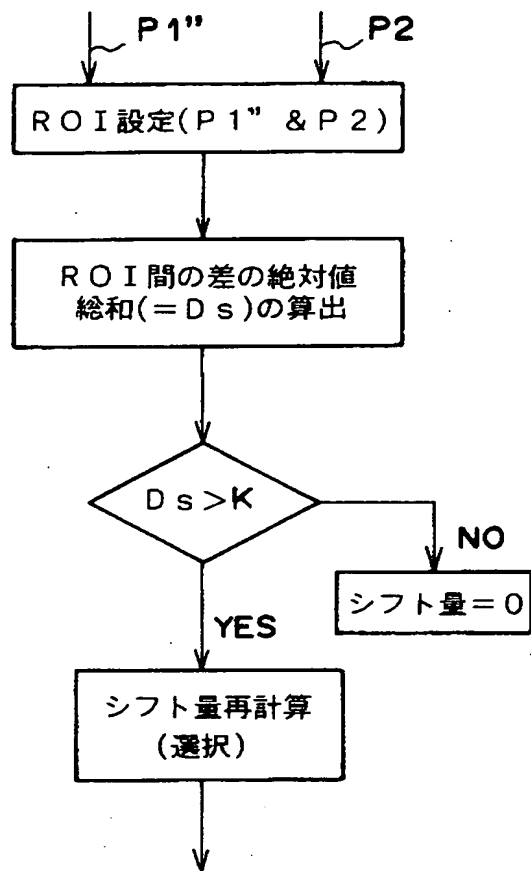 P1" P2
ROI設定(P1" & P2)
ROI間の差の絶対値
総和(=Ds)の算出
Ds>K
NO
シフト量=0
YES
シフト量再計算
(選択)